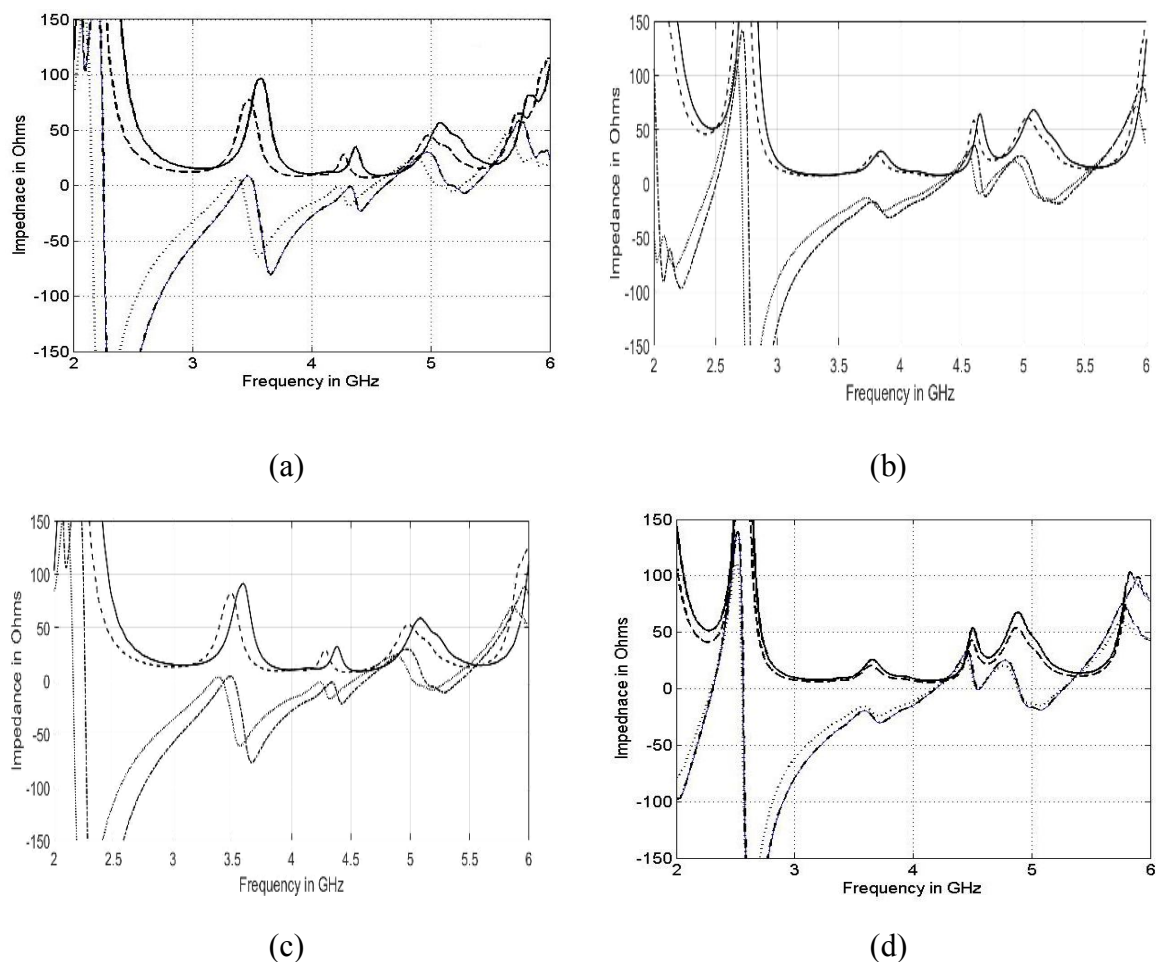 150
100
50
0
-50
-100
-150
Impednace in Ohms
2 3 4 5 6
Frequency in GHz
(a)
150
100
50
0
-50
-100
-150
Impedance in Ohms
2 2.5 3 3.5 4 4.5 5 5.5 6
Frequency in GHz
(b)
150
100
50
0
-50
-100
-150
Impedance in Ohms
2 2.5 3 3.5 4 4.5 5 5.5 6
Frequency in GHz
(c)
150
100
50
0
-50
-100
-150
Impednace in Ohms
2 3 4 5 6
Frequency in GHz
(d)